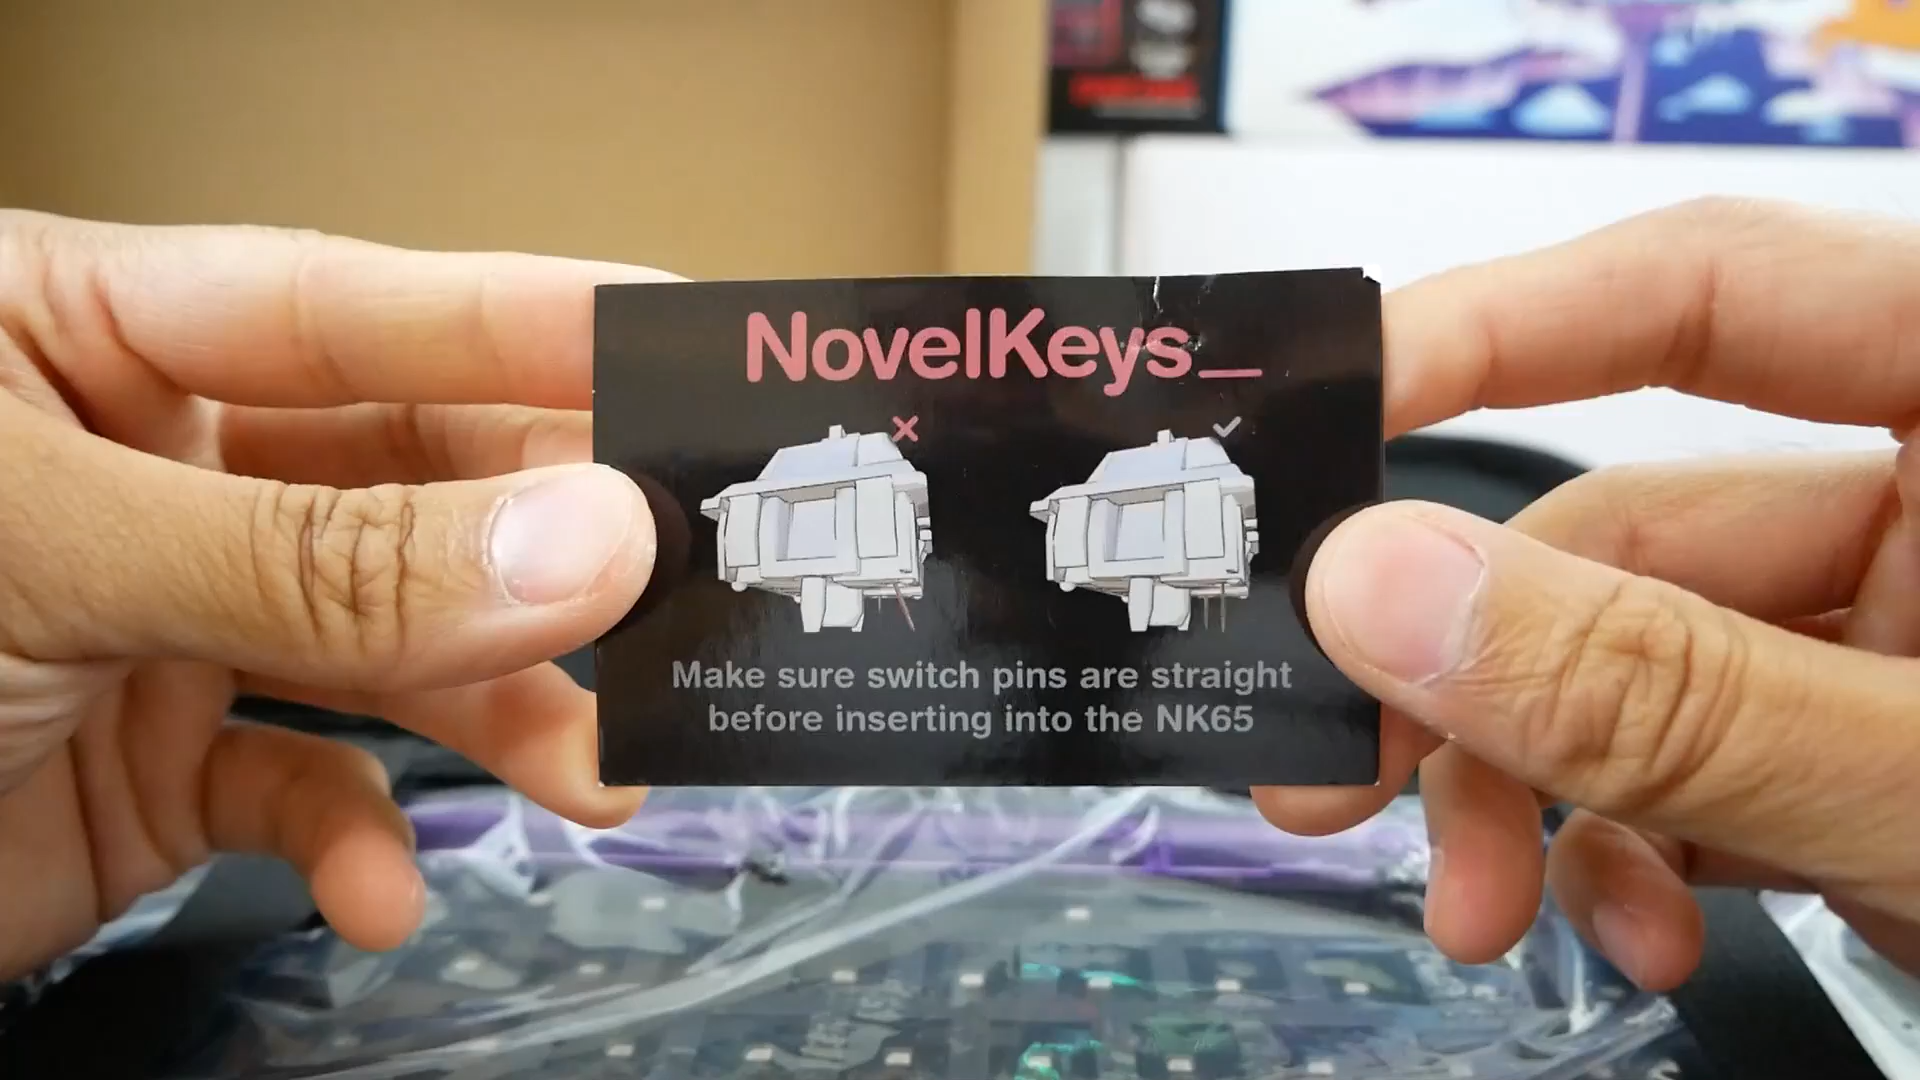 NovelKeys_
Make sure switch pins are straight
before inserting into the NK65